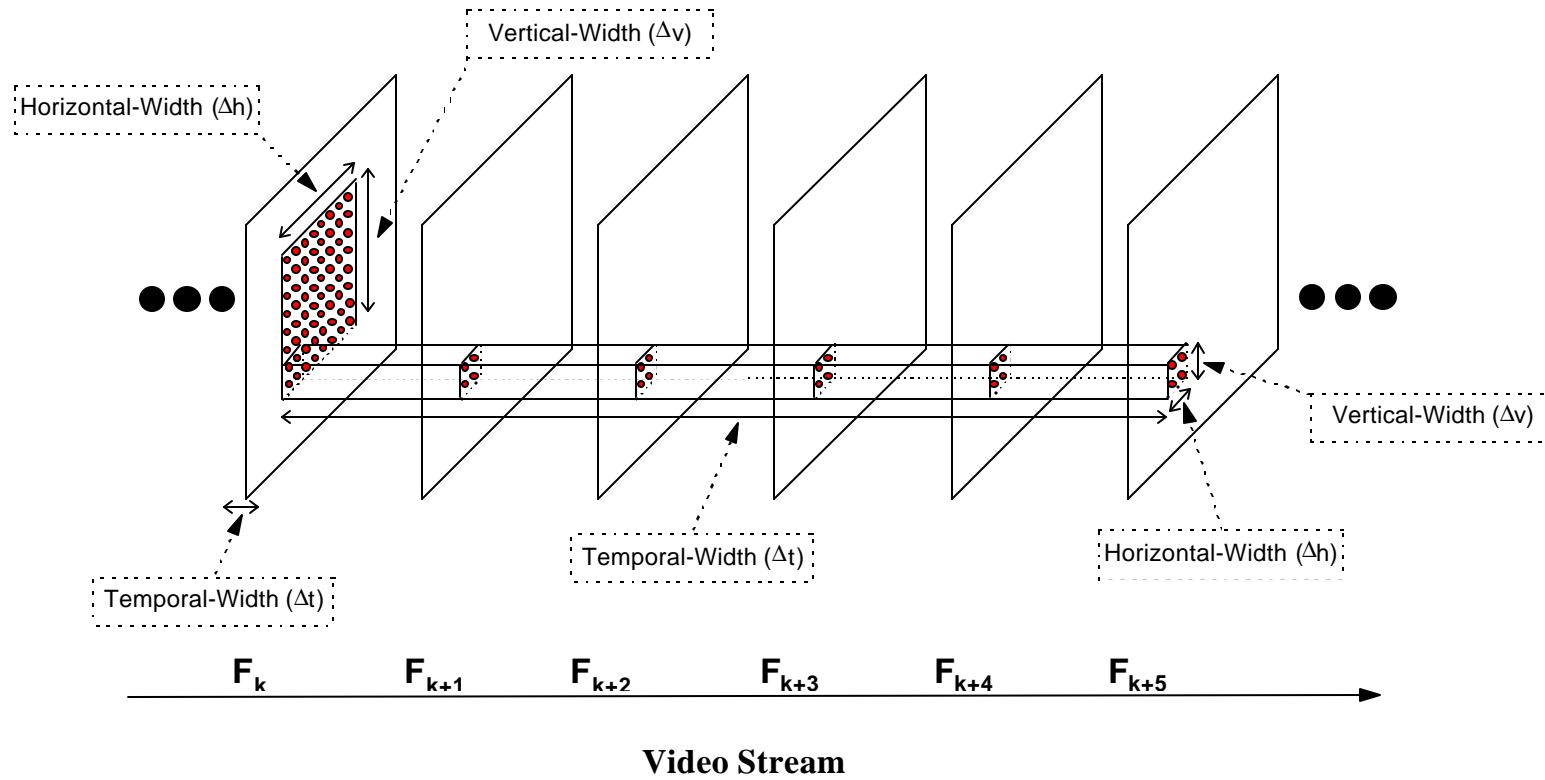 Vertical-Width (Δv)
Horizontal-Width (Δh)
Vertical-Width (Δv)
Temporal-Width (Δt)
Horizontal-Width (Δh)
Temporal-Width (Δt)
Fk Fk+1 Fk+2 Fk+3 Fk+4 Fk+5
Video Stream